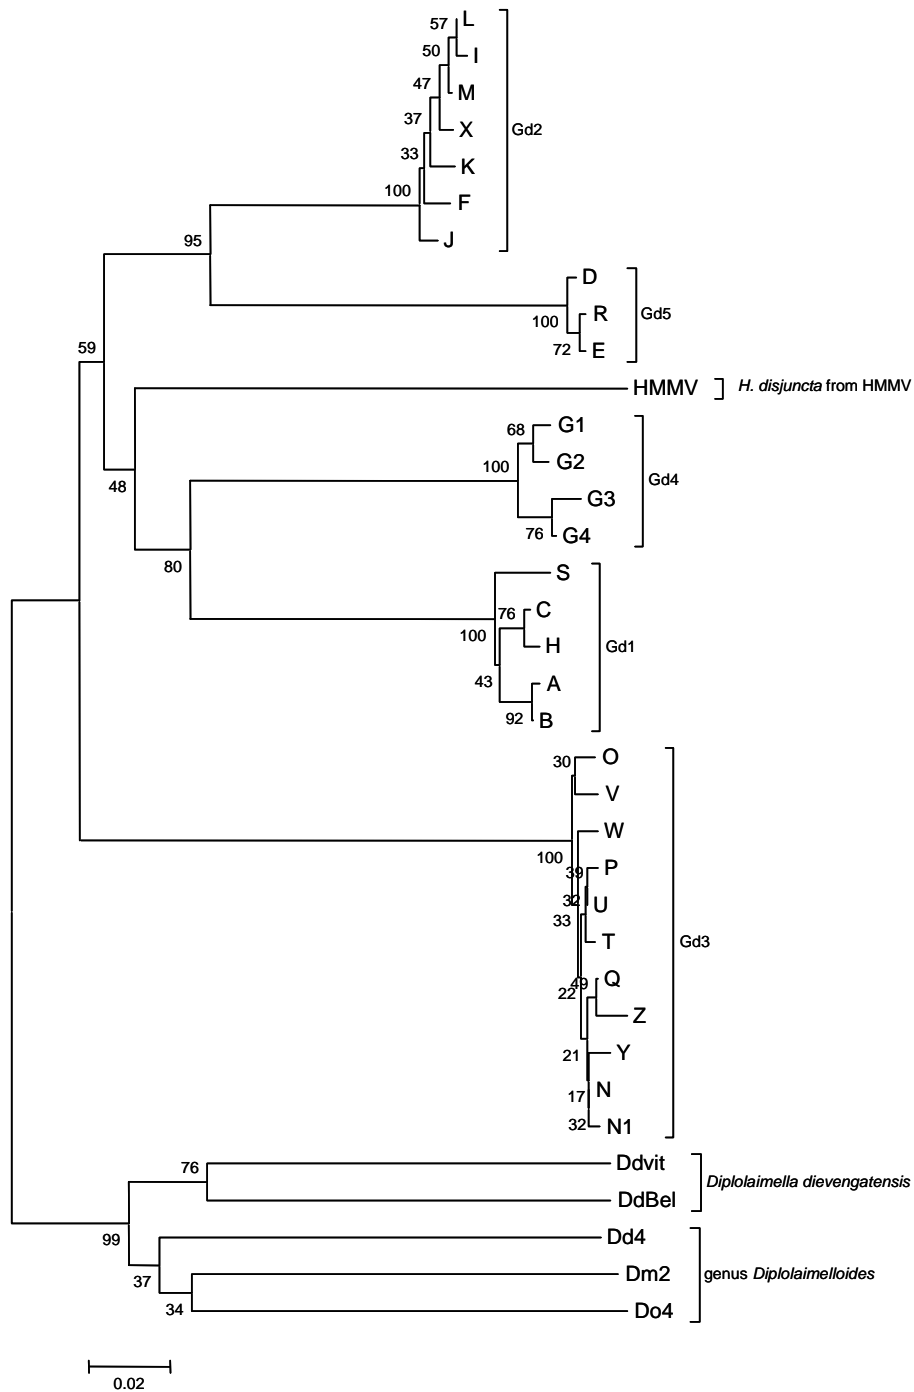 57 L
50 I
47 M
37 X Gd2
33 K
100 F
J
95
D
R Gd5
100
72 E
59
HMMV H. disjuncta from HMMV
68 G1
100 G2
48
G3 Gd4
76 G4
80
S
76 C
100
H Gd1
43 A
92 B
30 O
V
W
100
39 P
32 U
33
T Gd3
49 Q
22
Z
21 Y
17 N
32 N1
76 Ddvit
Diplolaimella dievengatensis
DdBel
99 Dd4
37 Dm2 genus Diplolaimelloides
34 Do4
0.02